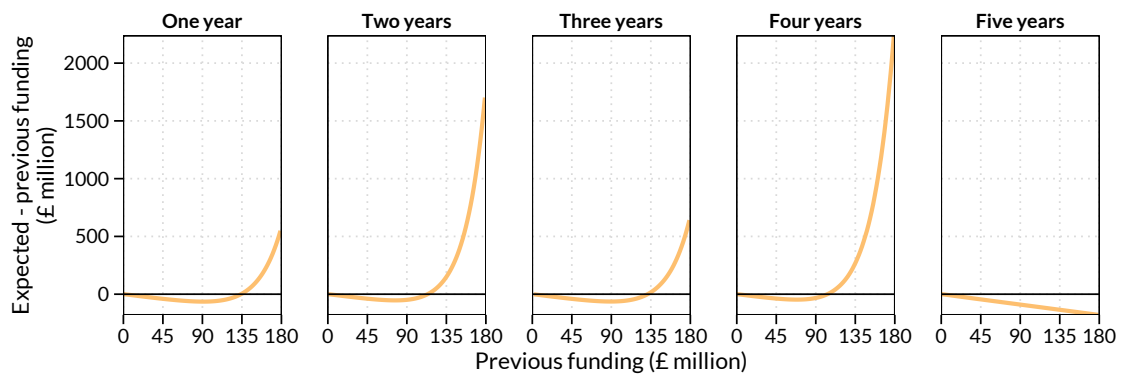 One year Two years Three years Four years Five years
Expected - previous funding
(£ million)
2000
1500
1000
500
0
0 45 90 135 180 0 45 90 135 180 0 45 90 135 180 0 45 90 135 180 0 45 90 135 180
Previous funding (£ million)